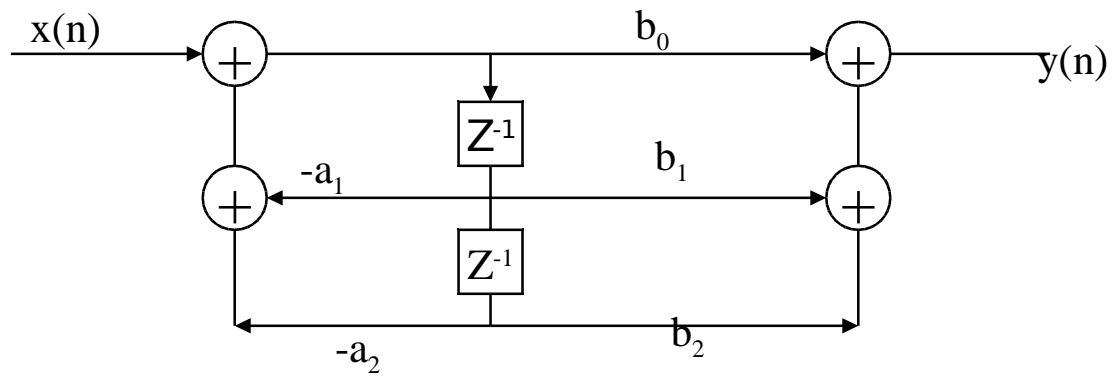 x(n) b₀ y(n)
+ +
Z⁻¹
-a₁ b₁
+ +
Z⁻¹
-a₂ b₂